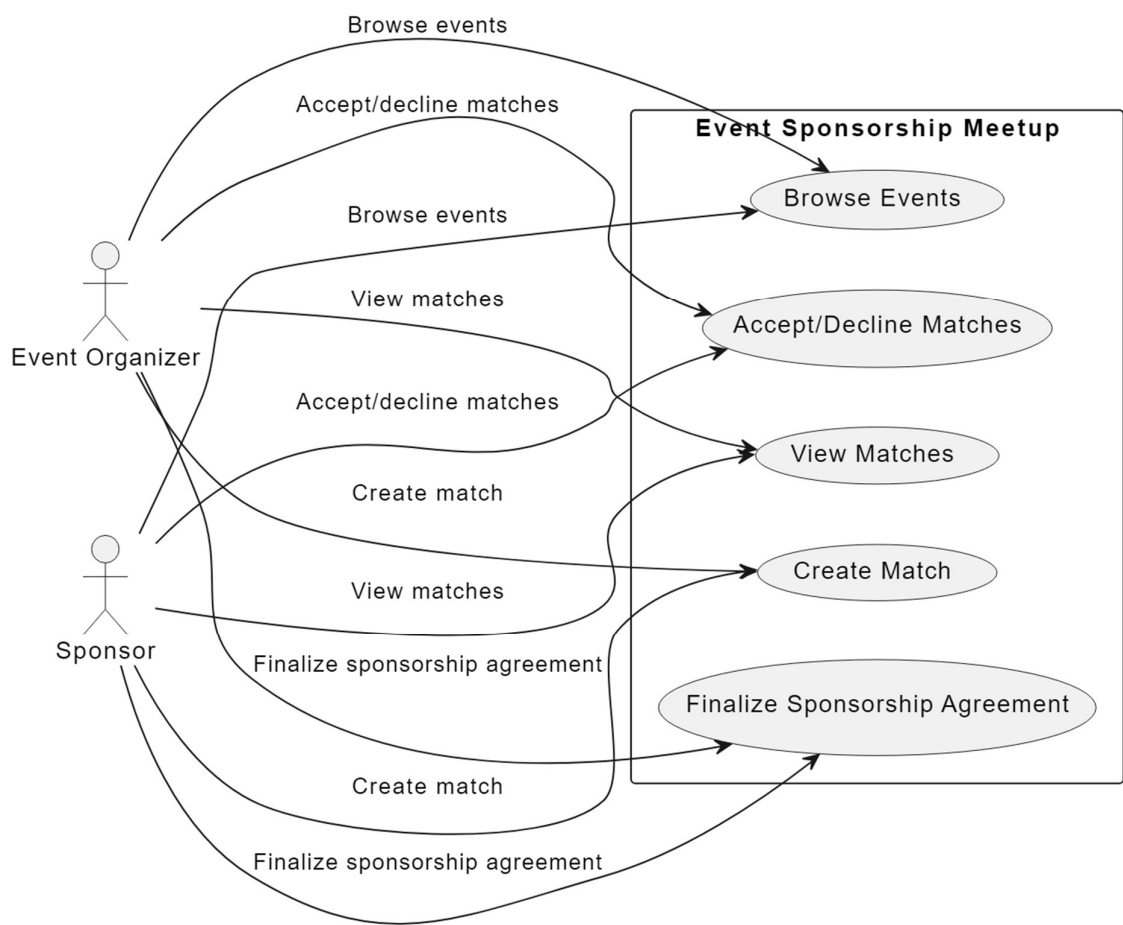 Browse events
Accept/decline matches
Event Sponsorship Meetup
Browse Events
Browse events
View matches
Accept/Decline Matches
Event Organizer
Accept/decline matches
View Matches
Create match
Create Match
View matches
Sponsor
Finalize sponsorship agreement
Finalize Sponsorship Agreement
Create match
Finalize sponsorship agreement